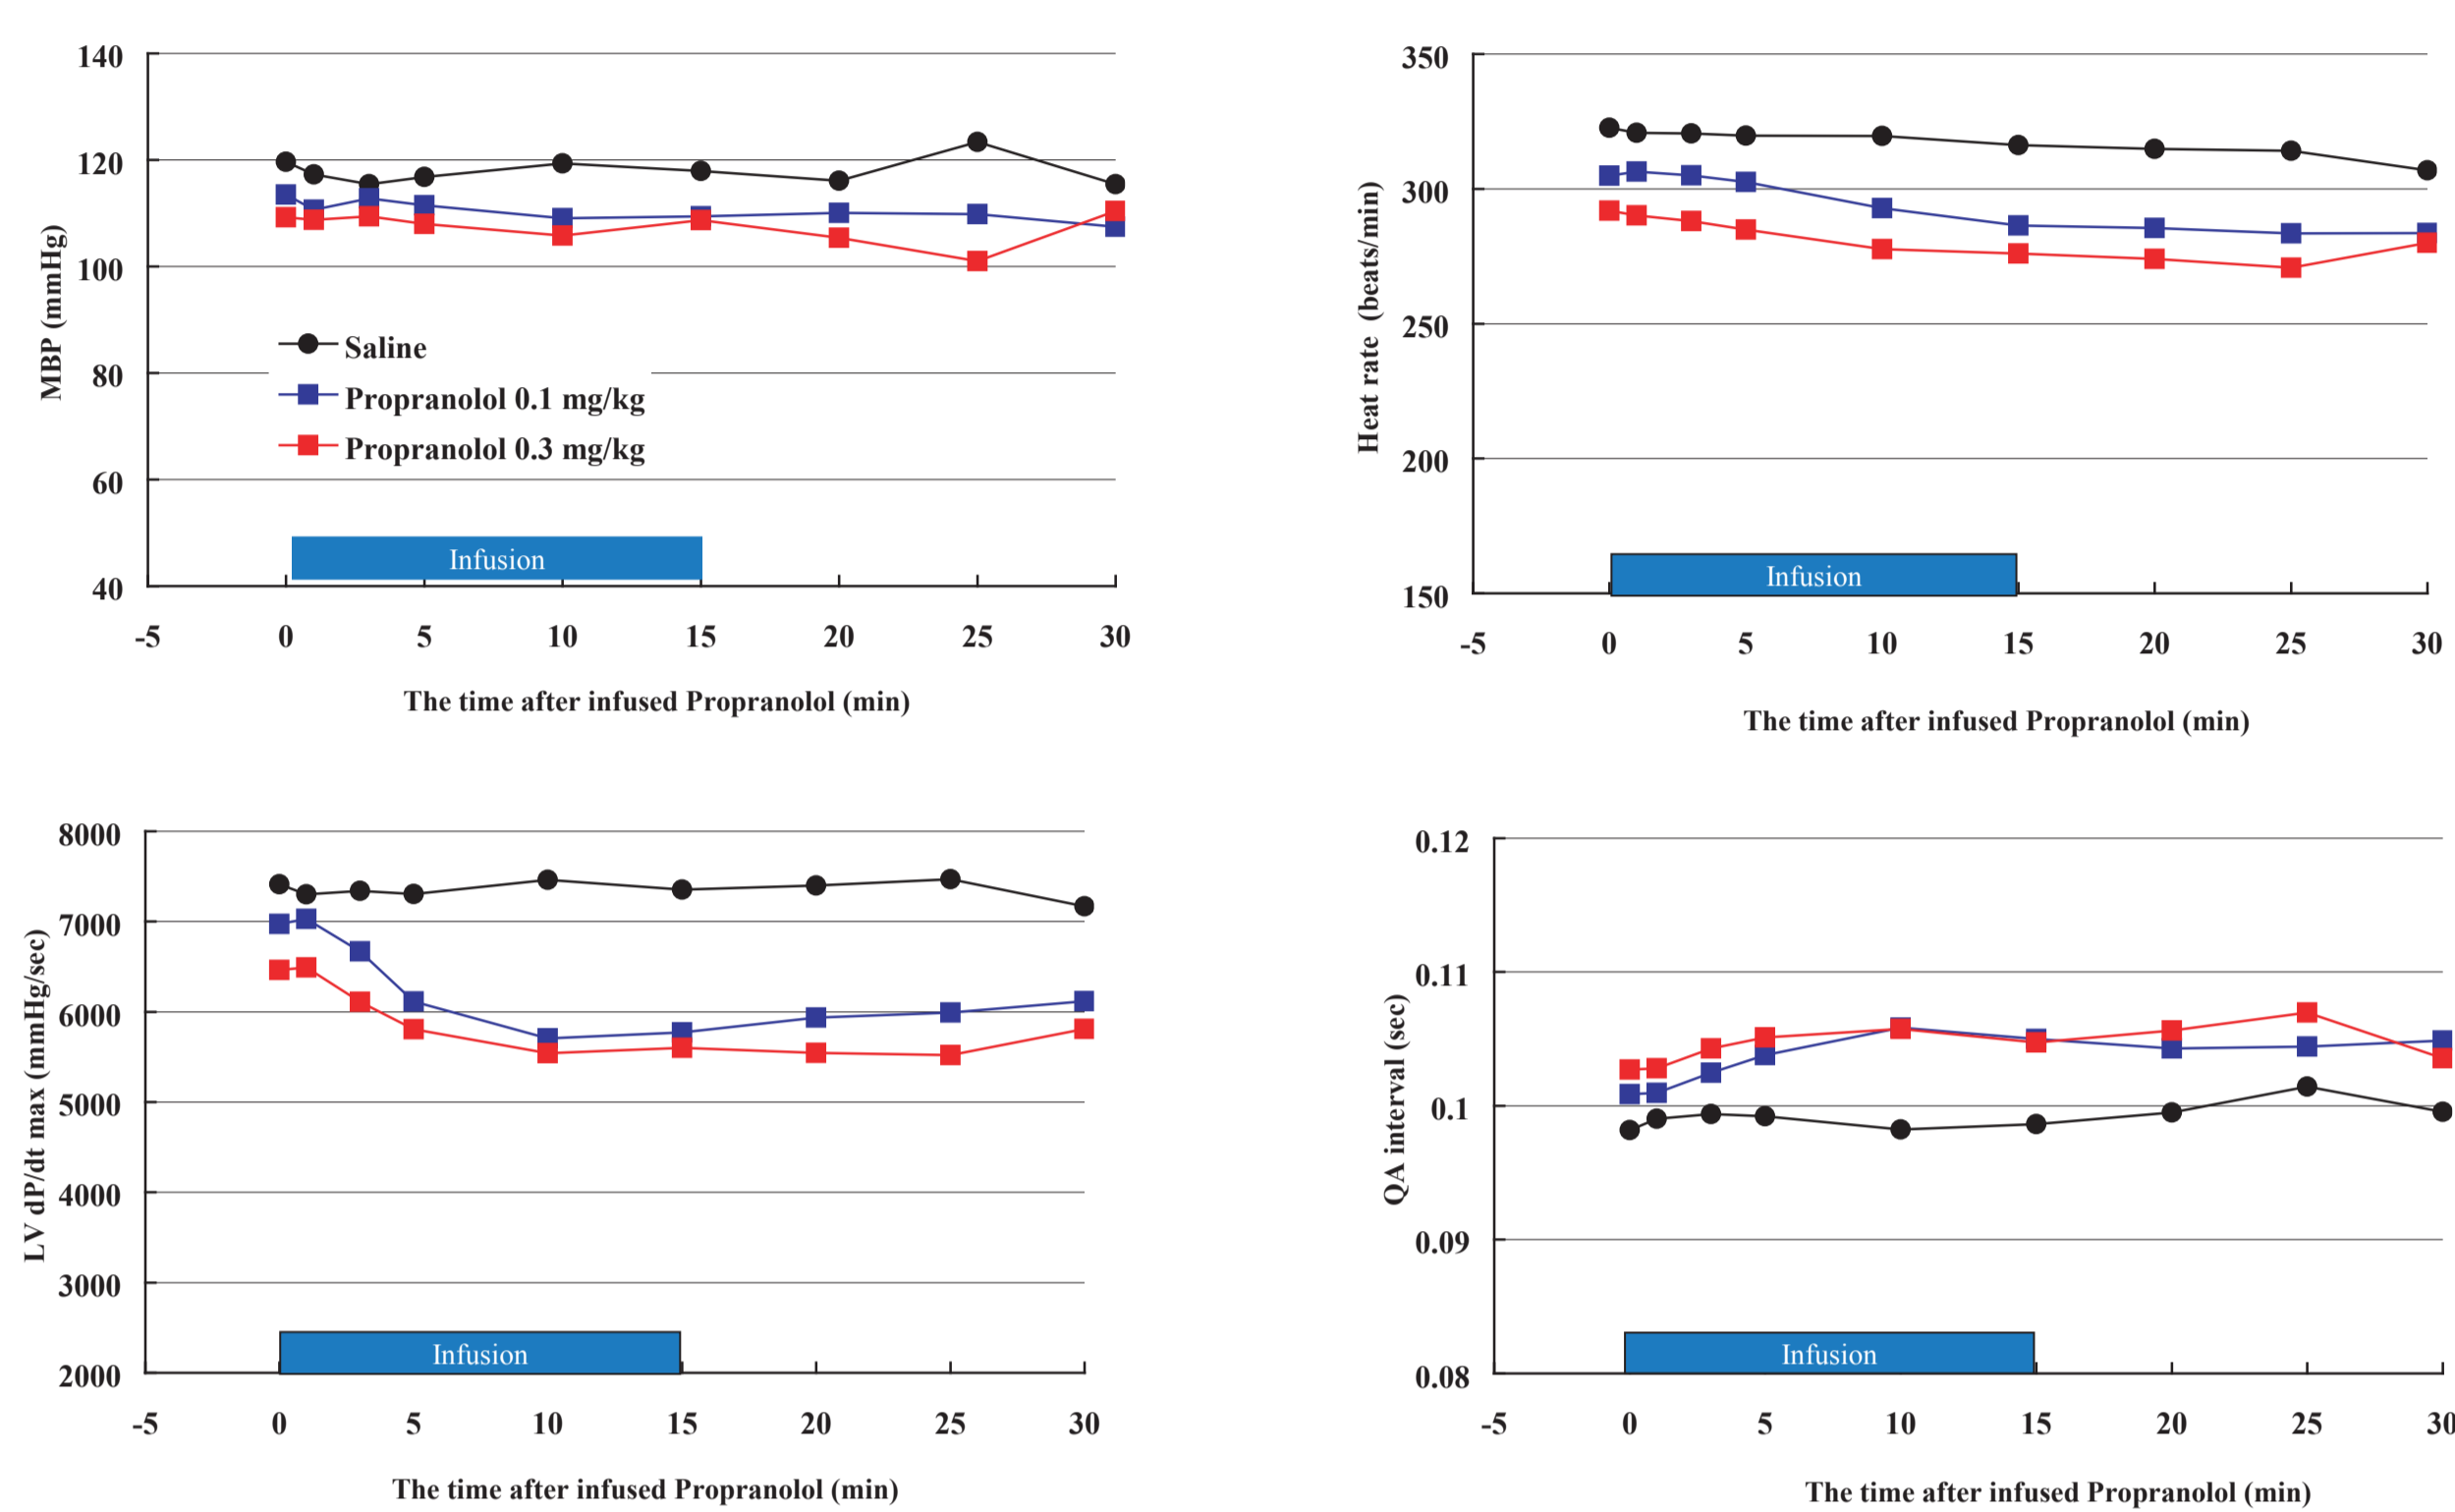 140
120
100
80
60
40
MBP (mmHg)
Saline
Propranolol 0.1 mg/kg
Propranolol 0.3 mg/kg
Infusion
-5 0 5 10 15 20 25 30
The time after infused Propranolol (min)
350
300
250
200
150
Heat rate (beats/min)
Infusion
-5 0 5 10 15 20 25 30
The time after infused Propranolol (min)
8000
7000
6000
5000
4000
3000
2000
LV dP/dt max (mmHg/sec)
Infusion
-5 0 5 10 15 20 25 30
The time after infused Propranolol (min)
0.12
0.11
0.1
0.09
0.08
QA interval (sec)
Infusion
-5 0 5 10 15 20 25 30
The time after infused Propranolol (min)